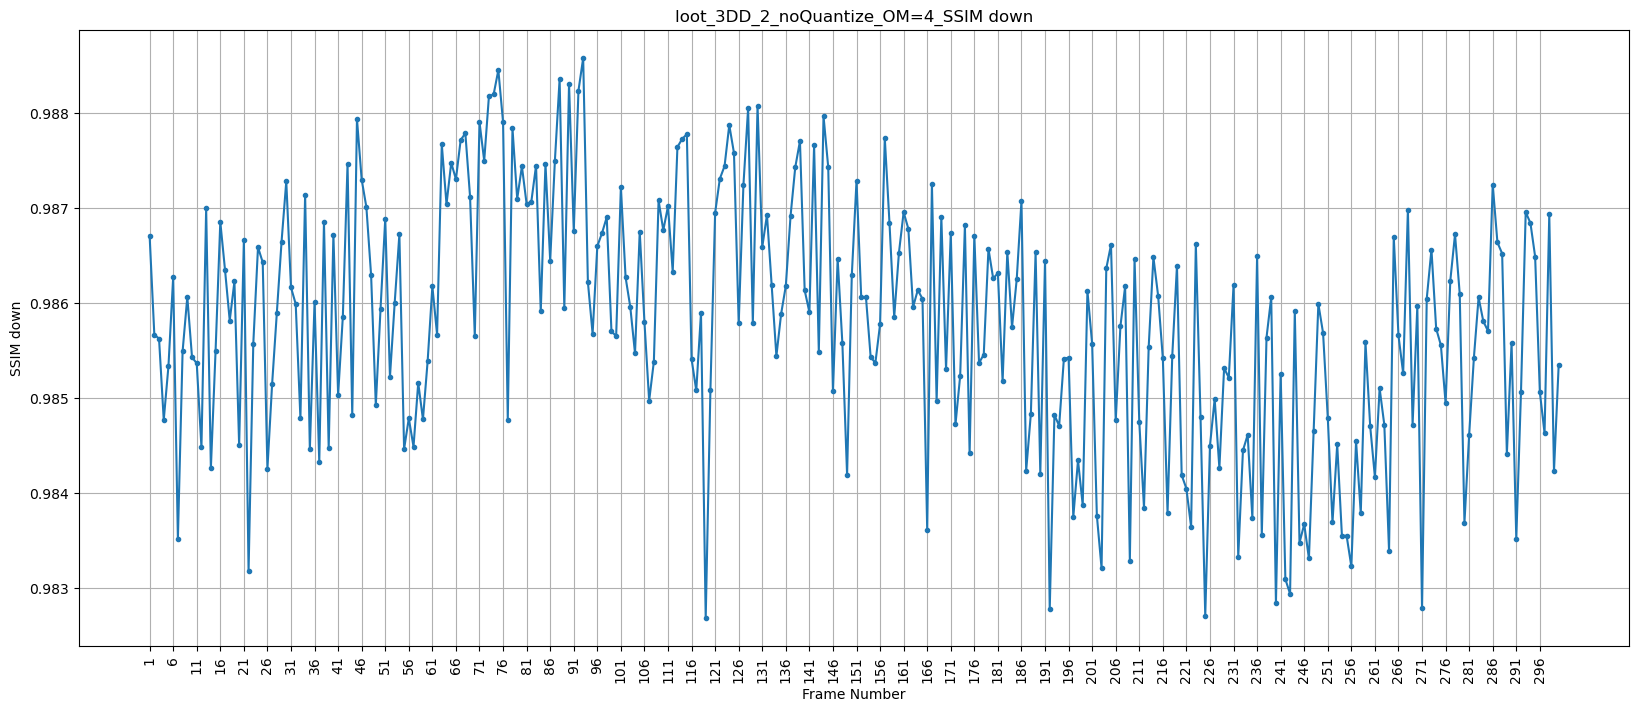 loot_3DD_2_noQuantize_OM=4_SSIM down
SSIM down
0.988
0.987
0.986
0.985
0.984
0.983
1 6 11 16 21 26 31 36 41 46 51 56 61 66 71 76 81 86 91 96 101 106 111 116 121 126 131 136 141 146 151 156 161 166 171 176 181 186 191 196 201 206 211 216 221 226 231 236 241 246 251 256 261 266 271 276 281 286 291 296
Frame Number